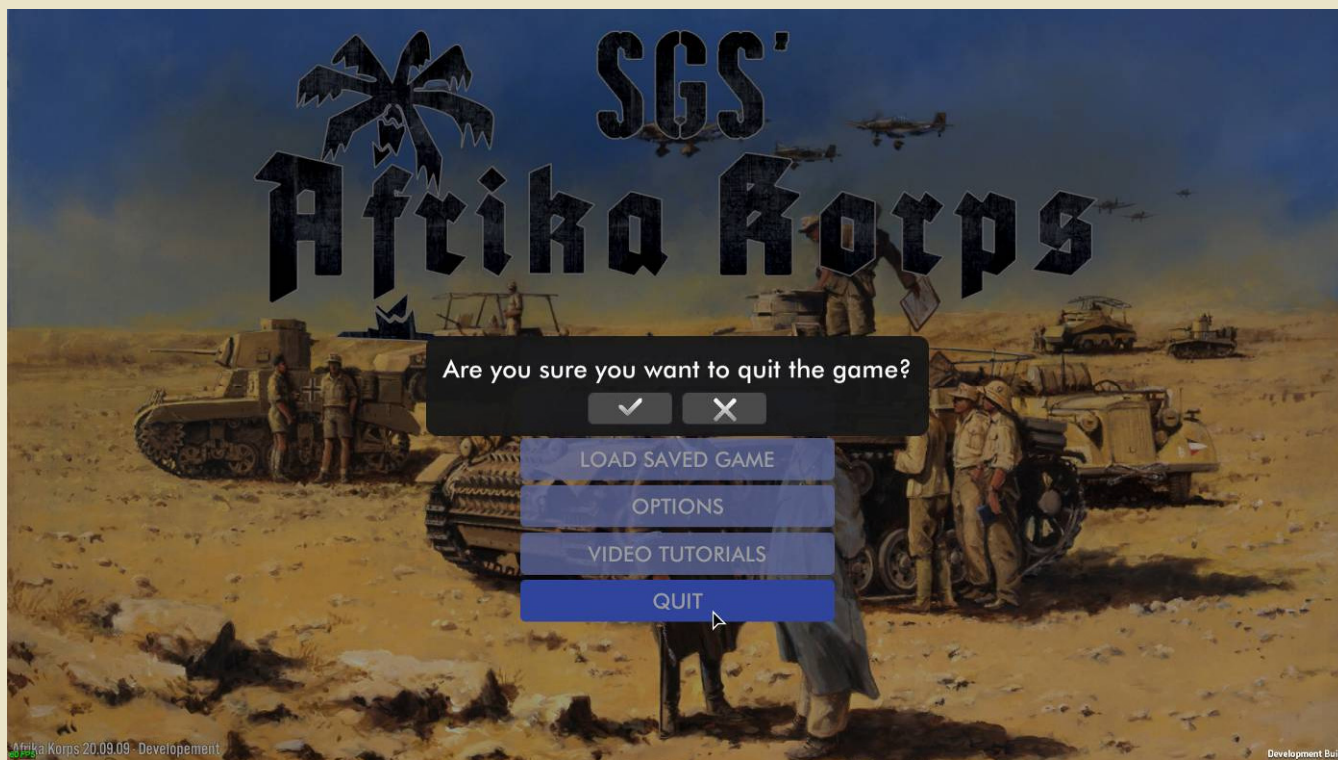 SGS'
Afrika Korps
Are you sure you want to quit the game?
LOAD SAVED GAME
OPTIONS
VIDEO TUTORIALS
QUIT
Afrika Korps 20.09.09 - Developement
Development